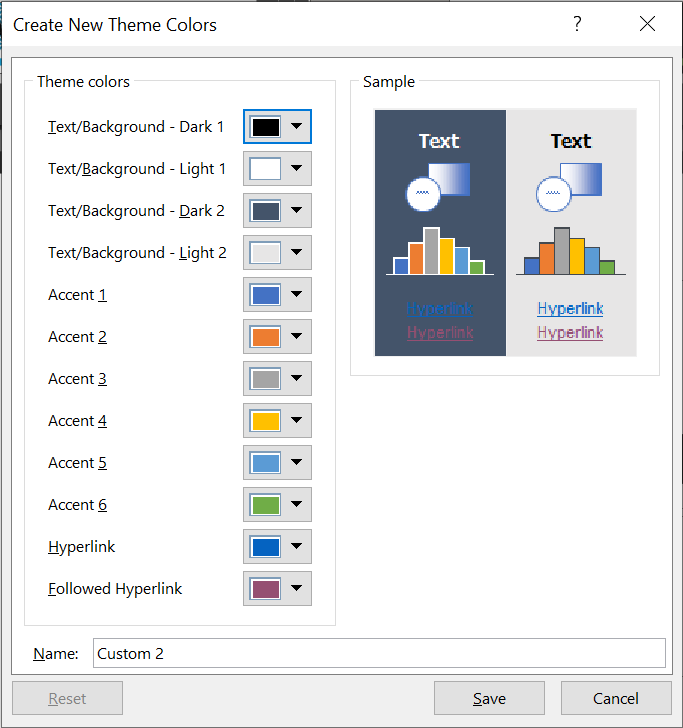 Create New Theme Colors
?
Theme colors
Text/Background - Dark 1
Text/Background - Light 1
Text/Background - Dark 2
Text/Background - Light 2
Accent 1
Accent 2
Accent 3
Accent 4
Accent 5
Accent 6
Hyperlink
Followed Hyperlink
Sample
Text Text
Hyperlink Hyperlink
Hyperlink Hyperlink
Name: Custom 2
Reset Save Cancel